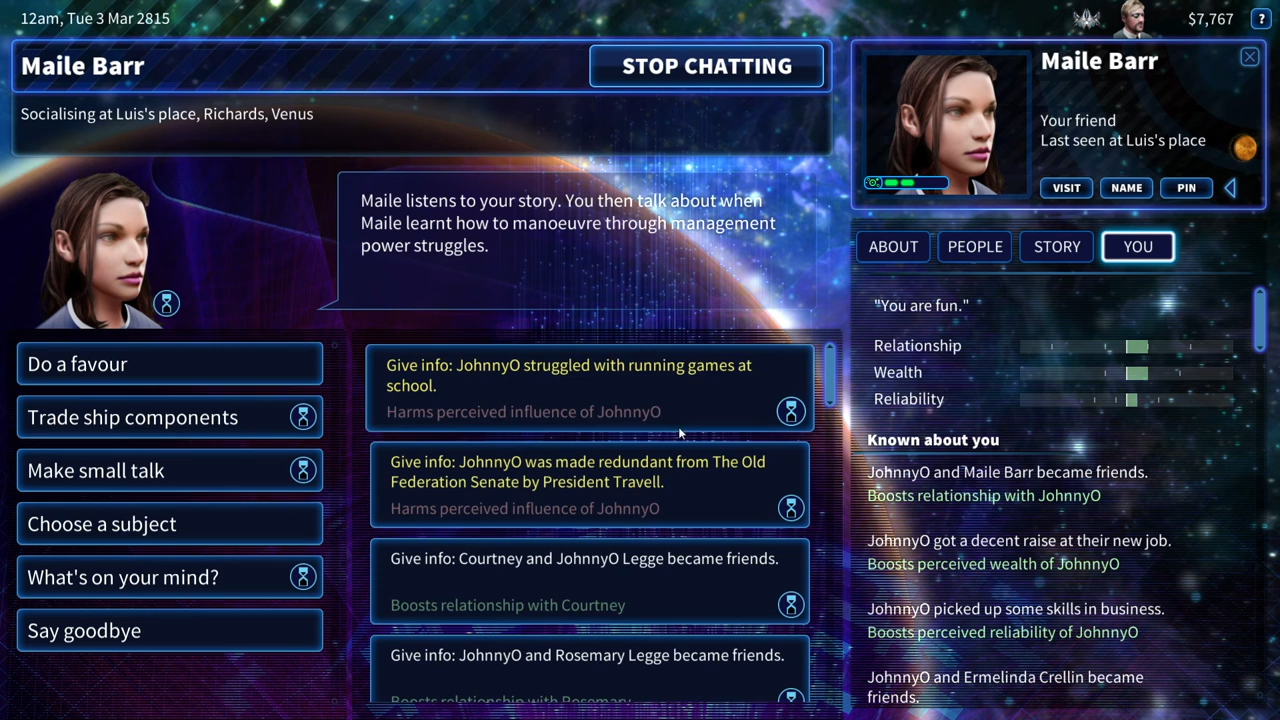 12am, Tue 3 Mar 2815
$7,767
?
Maile Barr
STOP CHATTING
Socialising at Luis's place, Richards, Venus
Maile listens to your story. You then talk about when
Maile learnt how to manoeuvre through management
power struggles.
Do a favour
Trade ship components
Make small talk
Choose a subject
What's on your mind?
Say goodbye
Give info: JohnnyO struggled with running games at
school.
Harms perceived influence of JohnnyO
Give info: JohnnyO was made redundant from The Old
Federation Senate by President Travell.
Harms perceived influence of JohnnyO
Give info: Courtney and JohnnyO Legge became friends.
Boosts relationship with Courtney
Give info: JohnnyO and Rosemary Legge became friends.
Boosts relationship with Rosemary
Maile Barr
Your friend
Last seen at Luis's place
VISIT
NAME
PIN
ABOUT
PEOPLE
STORY
YOU
"You are fun."
Relationship
Wealth
Reliability
Known about you
JohnnyO and Maile Barr became friends.
Boosts relationship with JohnnyO
JohnnyO got a decent raise at their new job.
Boosts perceived wealth of JohnnyO
JohnnyO picked up some skills in business.
Boosts perceived reliability of JohnnyO
JohnnyO and Ermelinda Crellin became
friends.